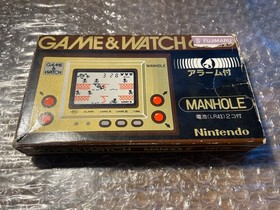 GAME & WATCH
FUJIMARU
GAME & WATCH
MANHOLE
328
アラーム付
MANHOLE
電池(LR43)2コ付
Nintendo